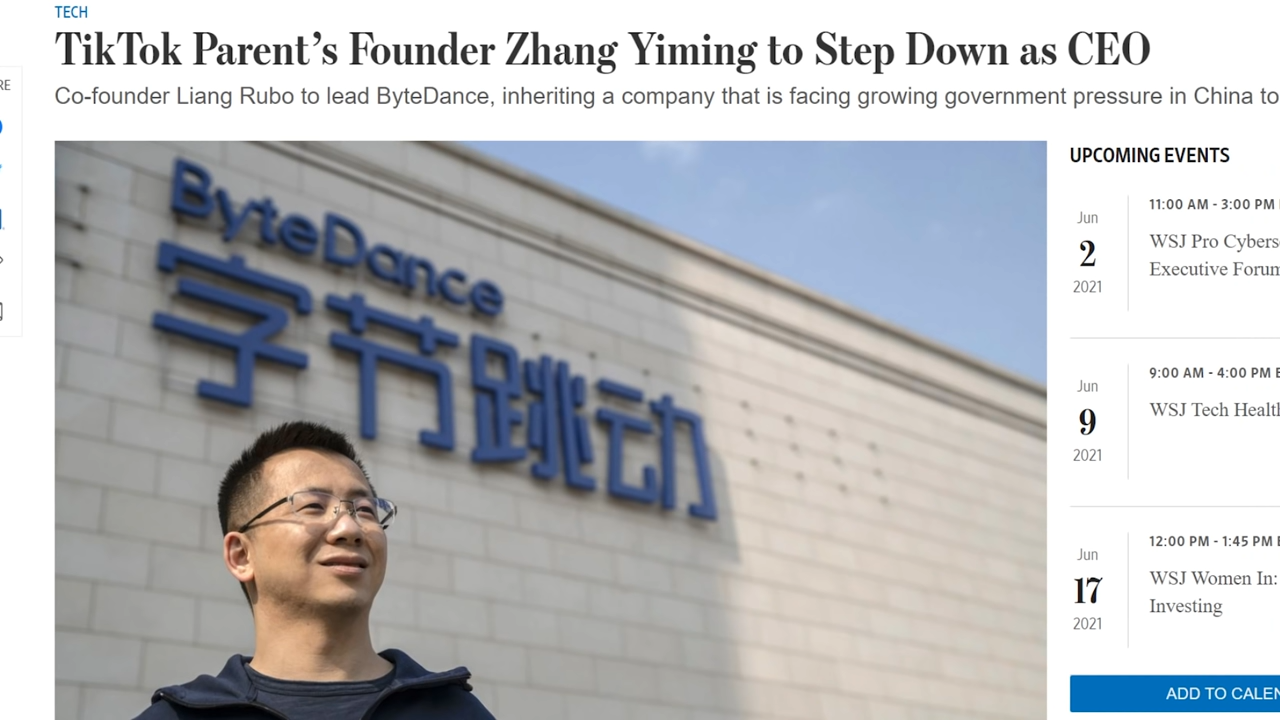 TECH
TikTok Parent’s Founder Zhang Yiming to Step Down as CEO
Co-founder Liang Rubo to lead ByteDance, inheriting a company that is facing growing government pressure in China to
ByteDance
字节跳动
UPCOMING EVENTS
Jun
2
2021
11:00 AM - 3:00 PM
WSJ Pro
Executive
Jun
9
2021
9:00 AM - 4:00 PM
WSJ Tech
Jun
17
2021
12:00 PM - 1:45 PM
WSJ Women In:
Investing
ADD TO